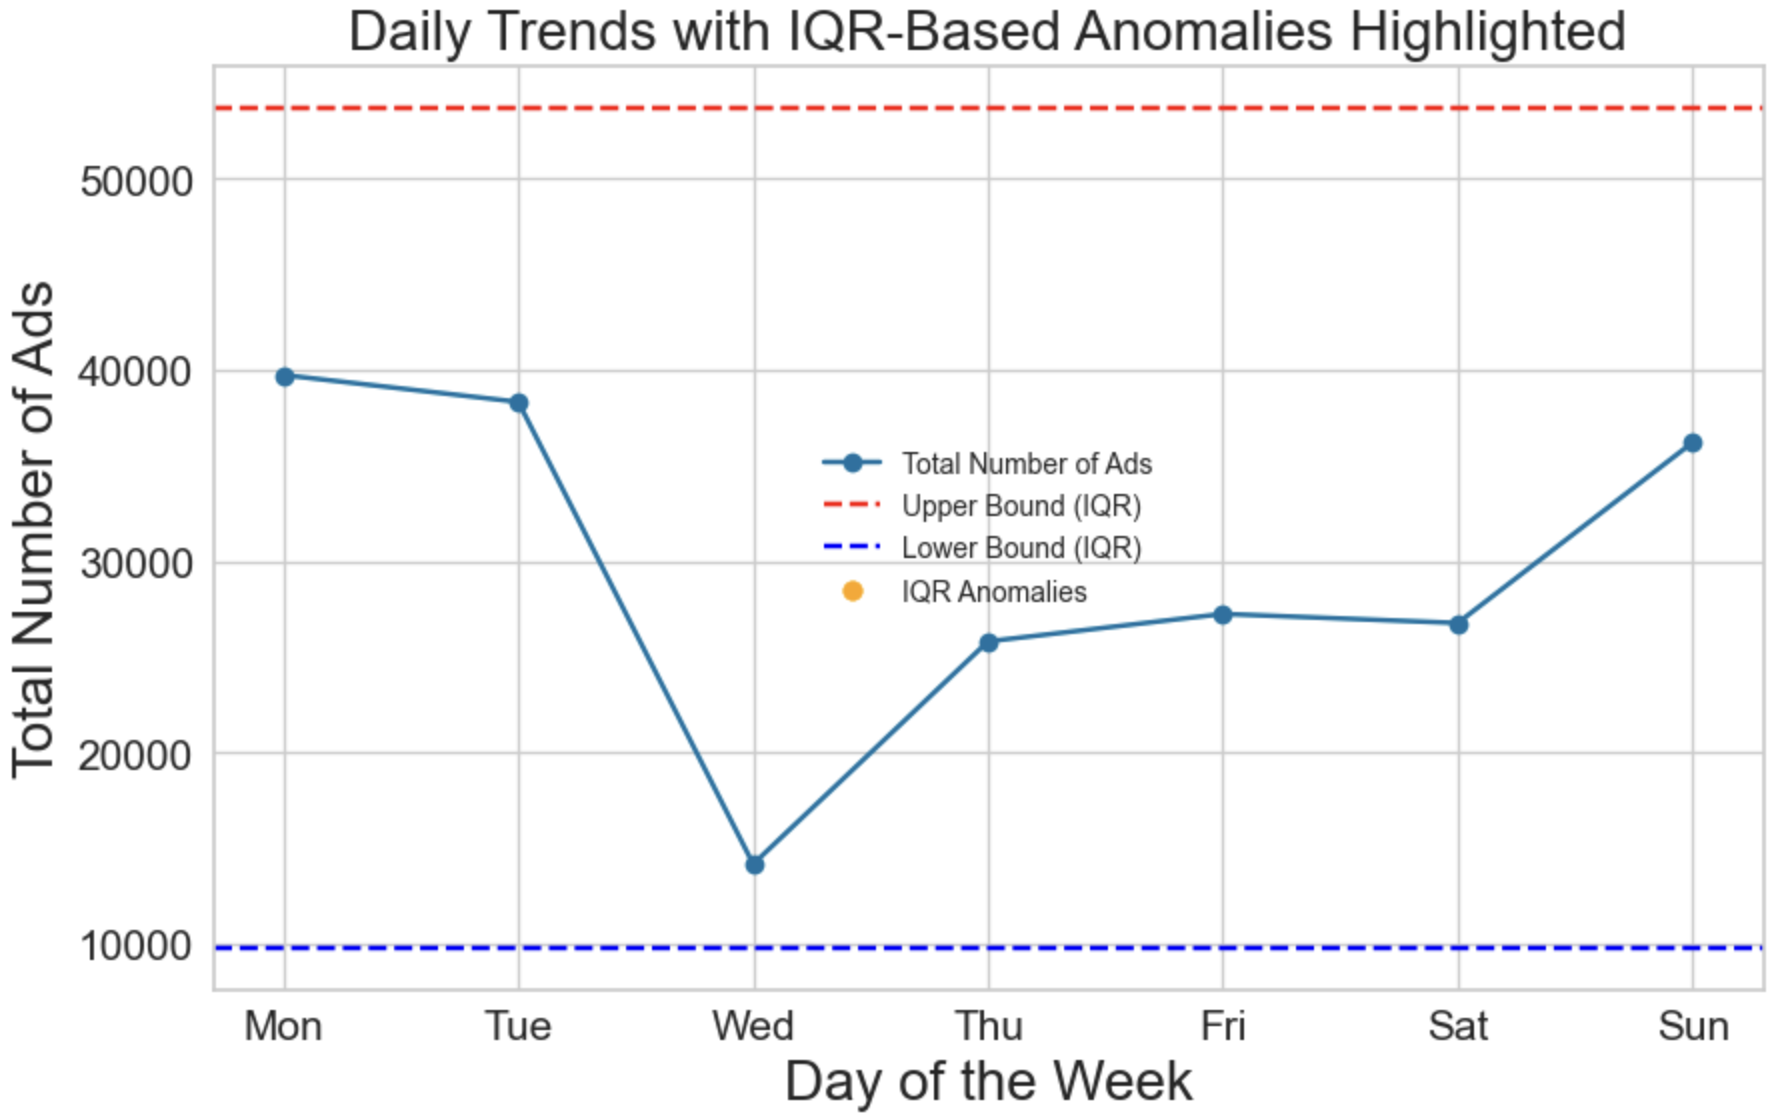 Daily Trends with IQR-Based Anomalies Highlighted
Total Number of Ads
50000
40000
30000
20000
10000
Total Number of Ads
Upper Bound (IQR)
Lower Bound (IQR)
IQR Anomalies
Mon Tue Wed Thu Fri Sat Sun
Day of the Week